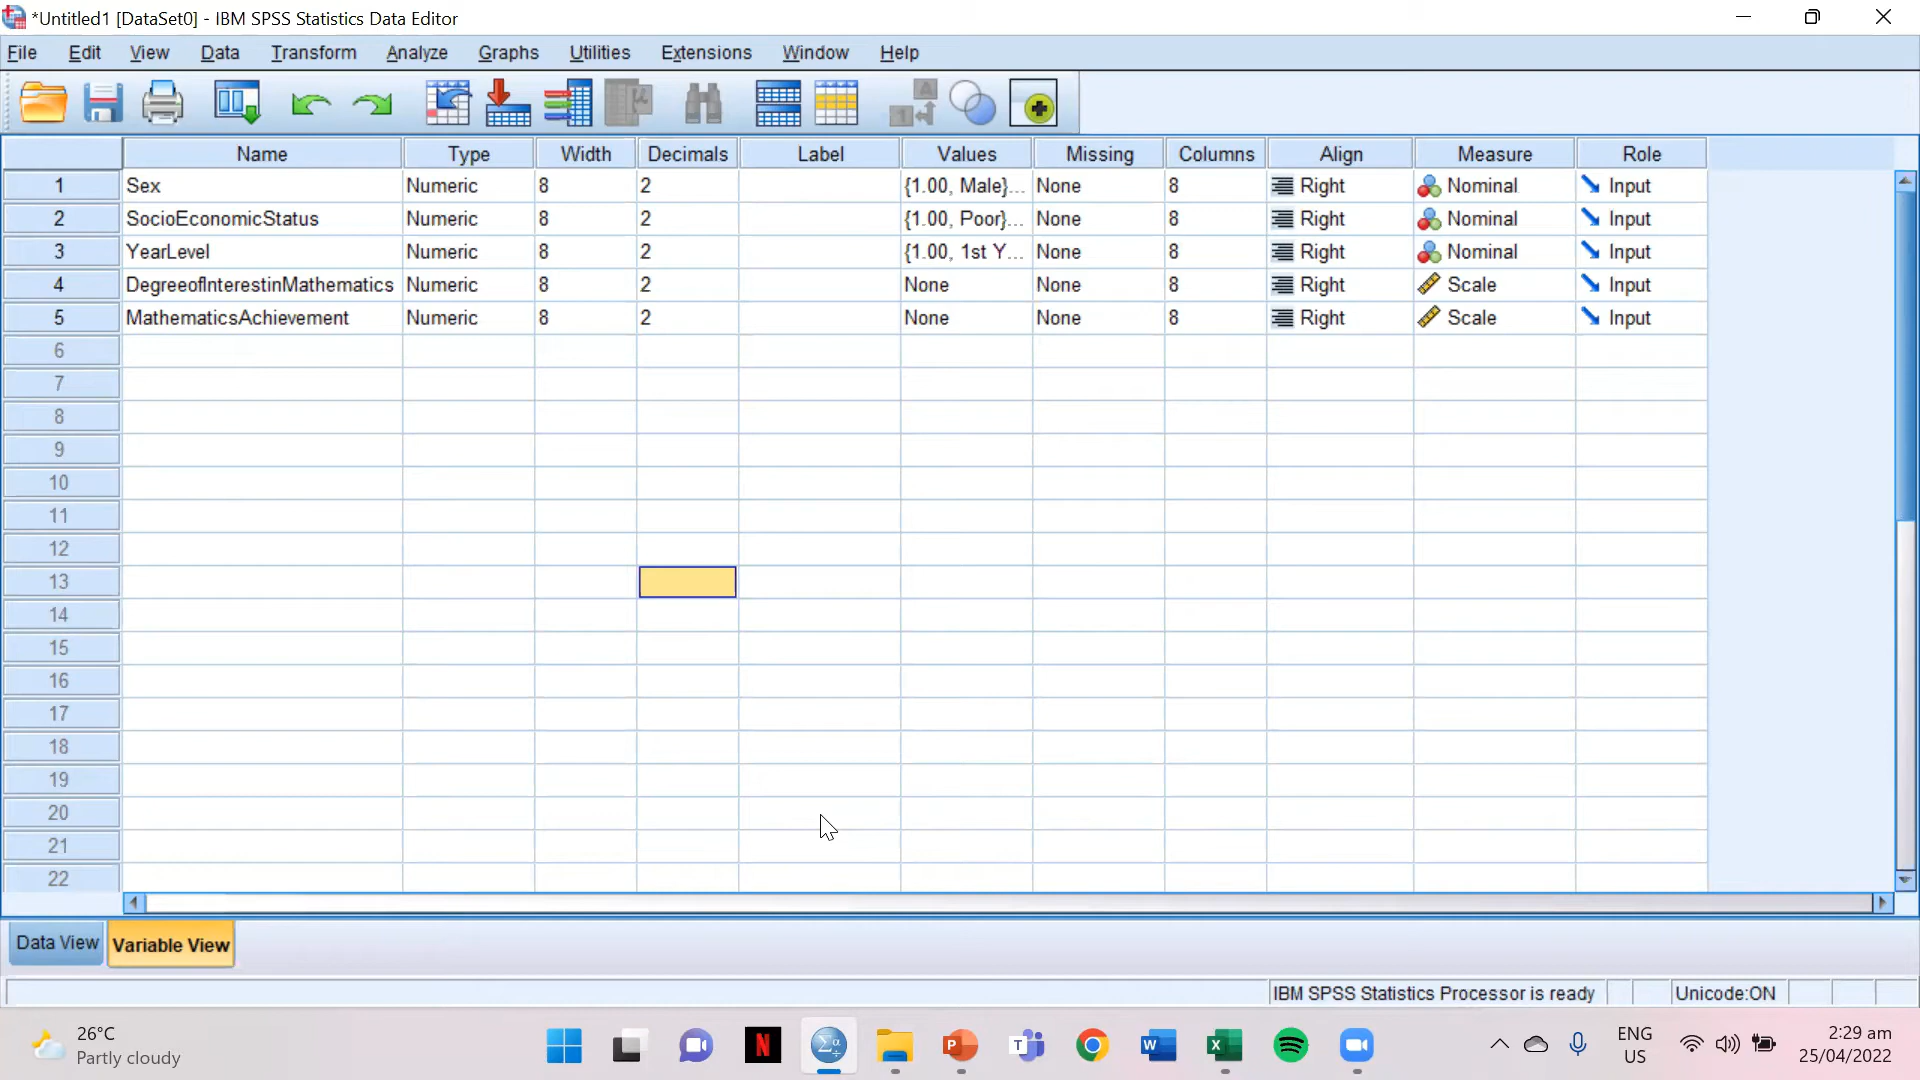 *Untitled1 [DataSet0] - IBM SPSS Statistics Data Editor
File Edit View Data Transform Analyze Graphs Utilities Extensions Window Help
Name Type Width Decimals Label Values Missing Columns Align Measure Role
1 Sex Numeric 8 2 {1.00, Male}... None 8 Right Nominal Input
2 SocioEconomicStatus Numeric 8 2 {1.00, Poor}... None 8 Right Nominal Input
3 YearLevel Numeric 8 2 {1.00, 1st Y... None 8 Right Nominal Input
4 DegreeofInterestinMathematics Numeric 8 2 None None 8 Right Scale Input
5 MathematicsAchievement Numeric 8 2 None None 8 Right Scale Input
6
7
8
9
10
11
12
13
14
15
16
17
18
19
20
21
22
Data View Variable View
IBM SPSS Statistics Processor is ready Unicode:ON
26°C
Partly cloudy
ENG
US
2:29 am
25/04/2022